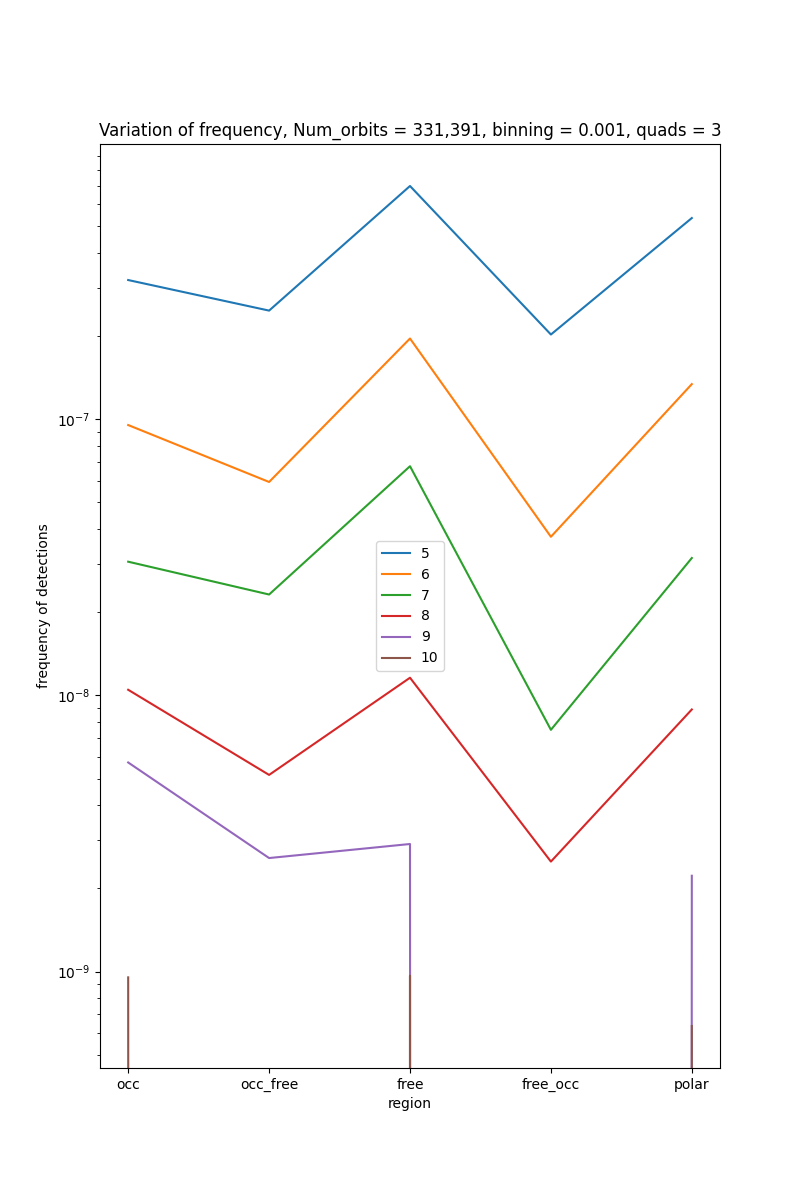 Variation of frequency, Num_orbits = 331,391, binning = 0.001, quads = 3
frequency of detections
10⁻⁷
10⁻⁸
10⁻⁹
5
6
7
8
9
10
occ occ_free free free_occ polar
region